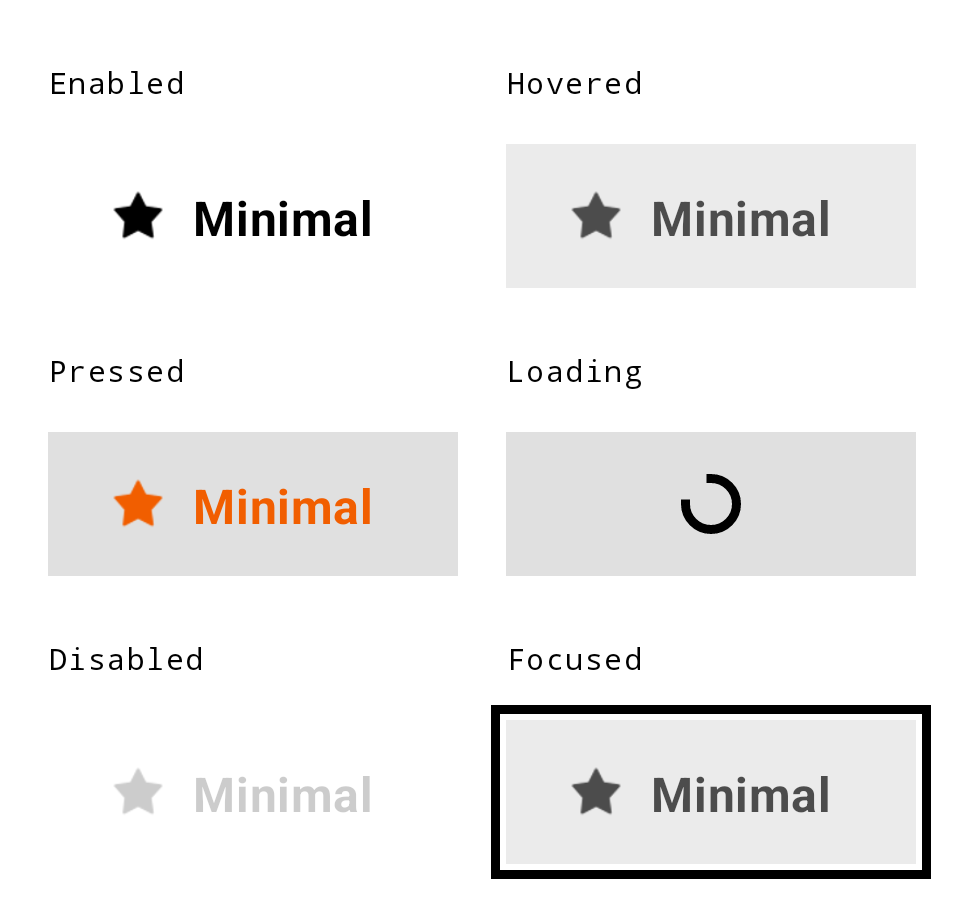 Enabled
Hovered
Minimal
Minimal
Pressed
Loading
Minimal
Disabled
Focused
Minimal
Minimal